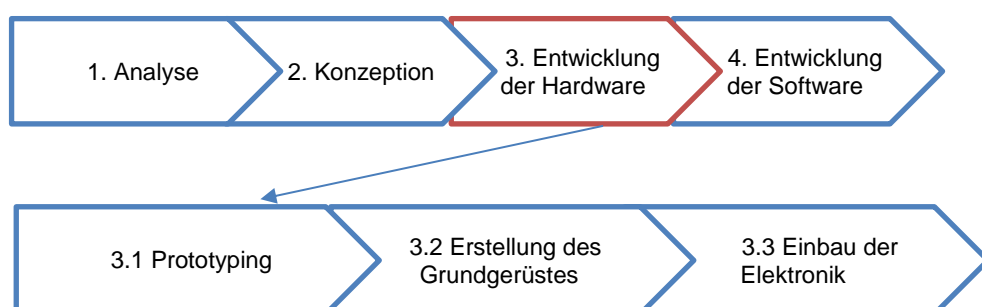 1. Analyse
2. Konzeption
3. Entwicklung
der Hardware
4. Entwicklung
der Software
3.1 Prototyping
3.2 Erstellung des
Grundgerüstes
3.3 Einbau der
Elektronik